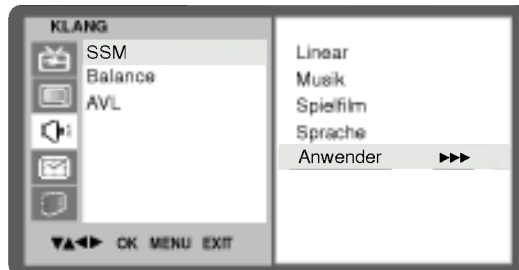 KLANG
SSM
Balance
AVL
▼▲◀▶ OK MENU EXIT
Linear
Musik
Spielfilm
Sprache
Anwender ▶▶▶